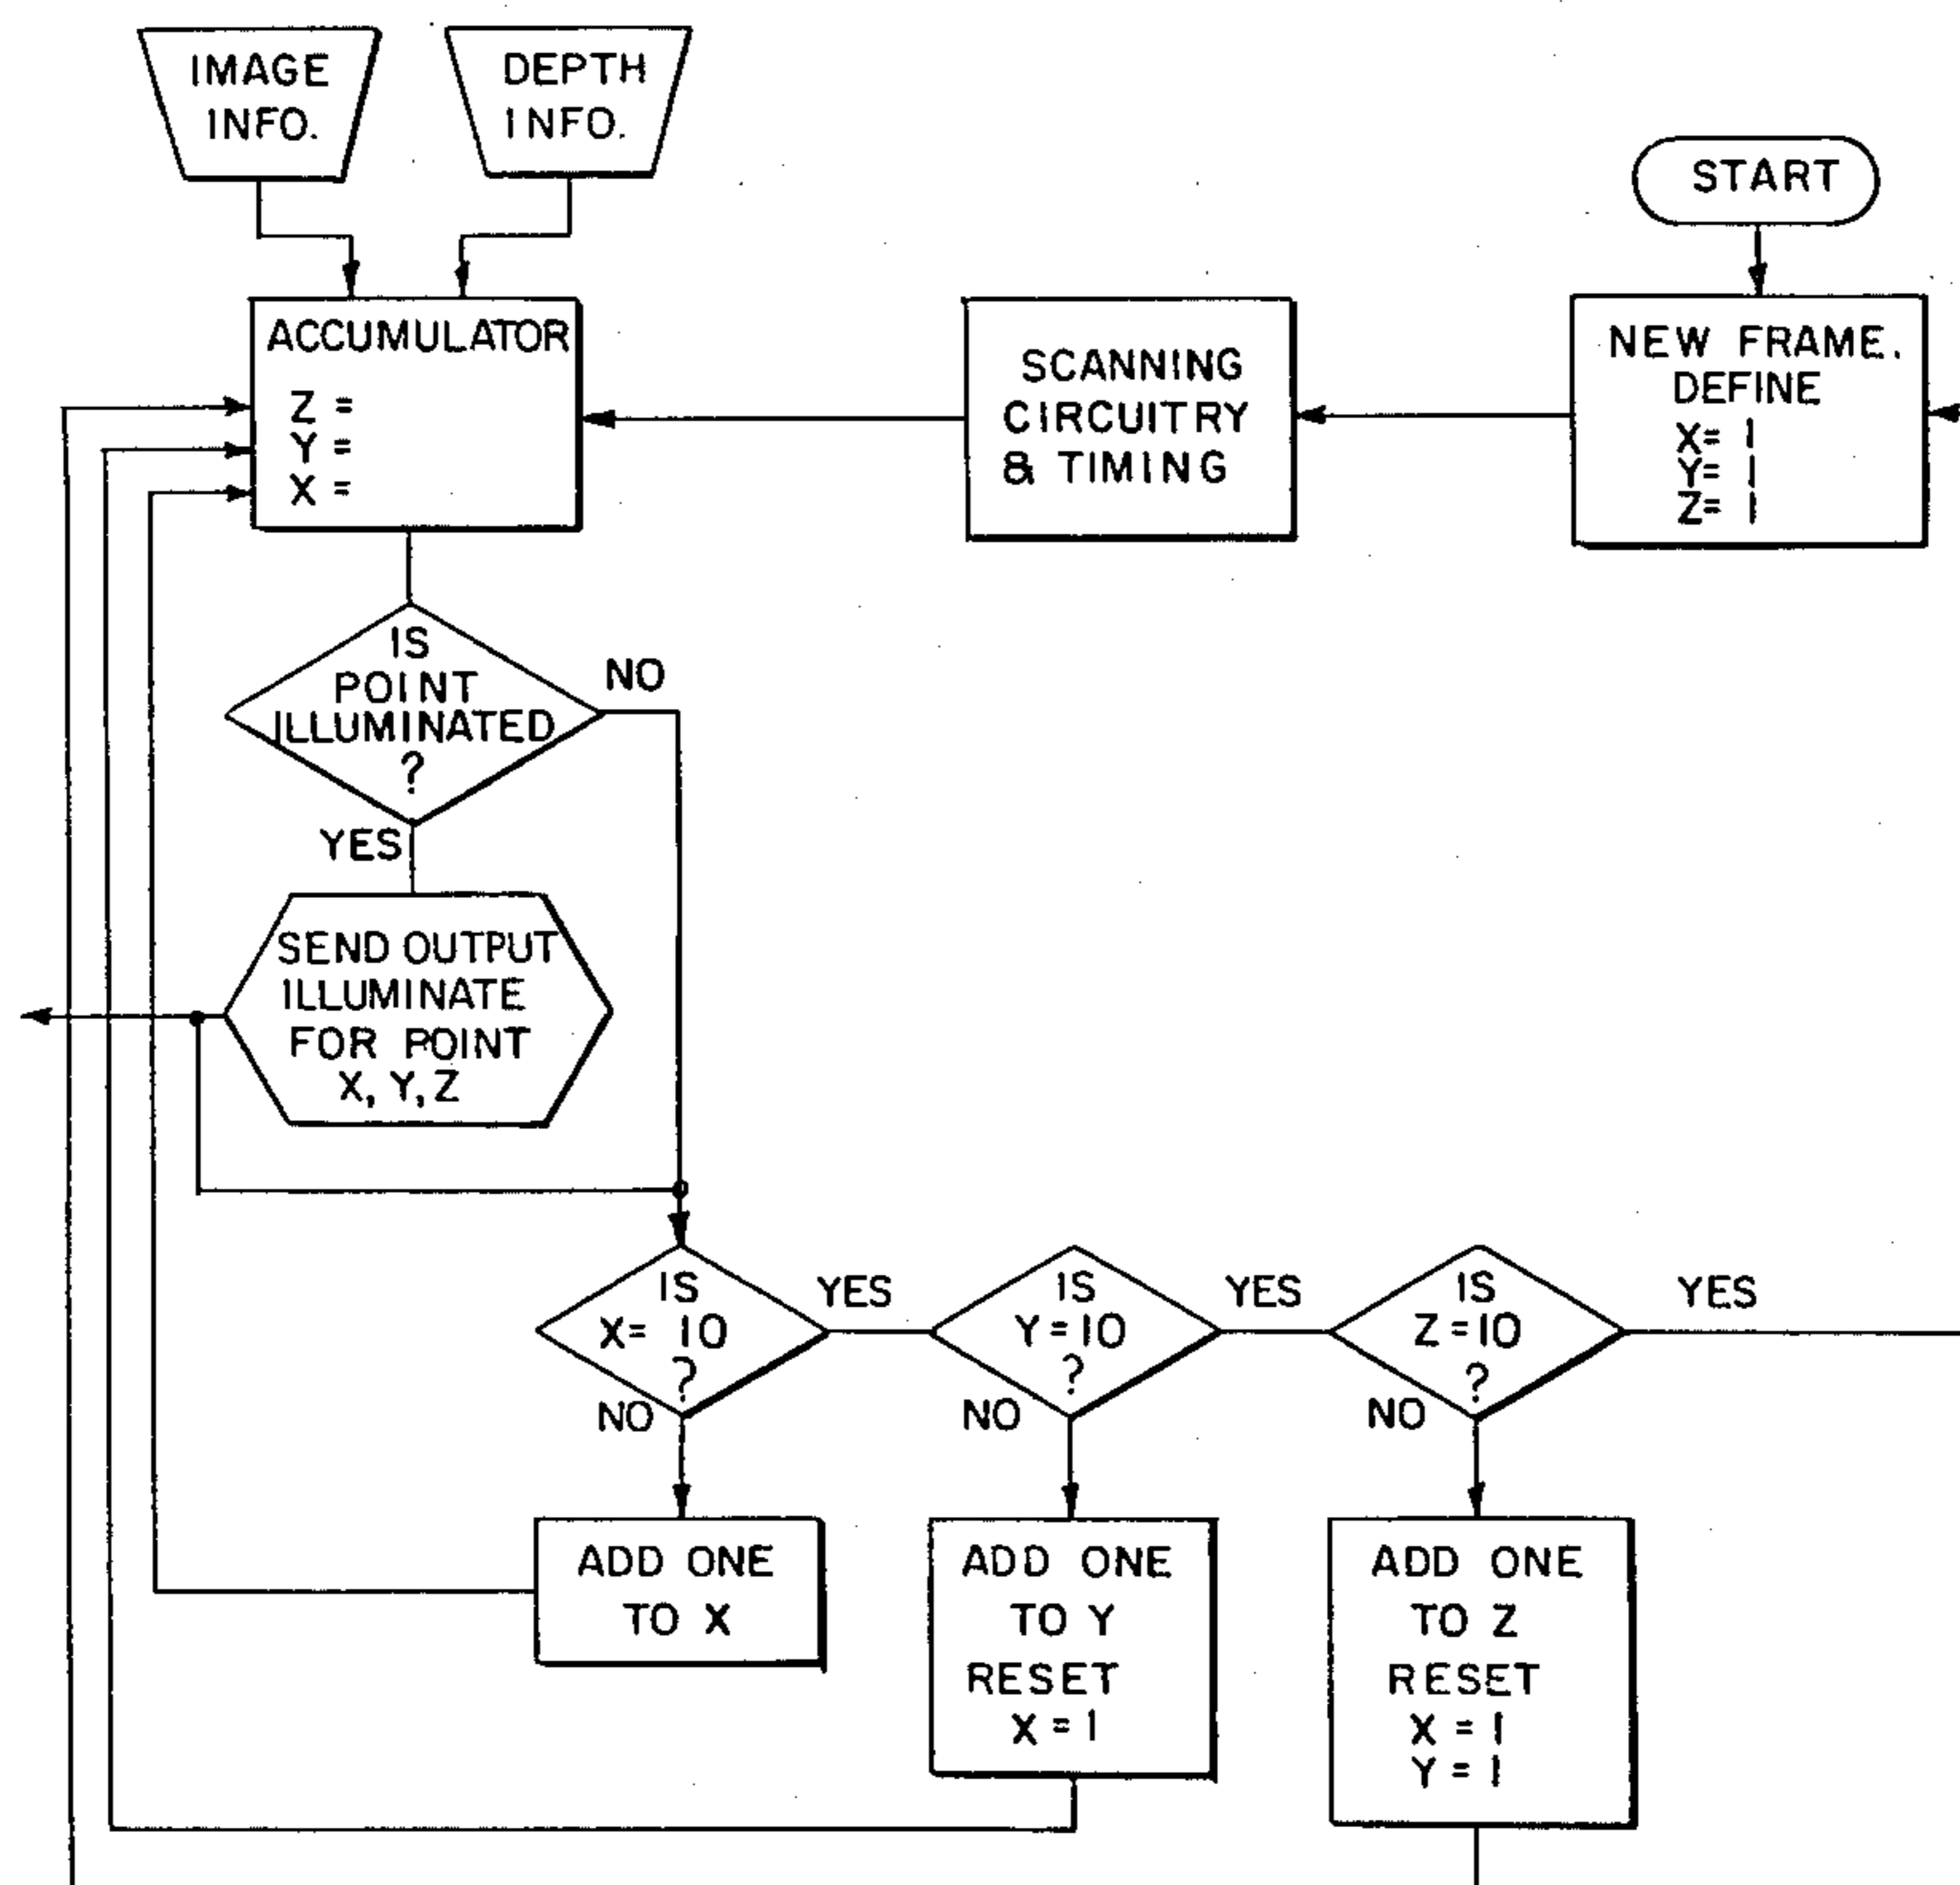 IMAGE
INFO.
DEPTH
INFO.
START
ACCUMULATOR
Z =
Y =
X =
SCANNING
CIRCUITRY
& TIMING
NEW FRAME.
DEFINE
X= 1
Y= 1
Z= 1
IS
POINT
ILLUMINATED
?
NO
YES
SEND OUTPUT
ILLUMINATE
FOR POINT
X, Y, Z
IS
X= 10
?
YES
NO
IS
Y=10
?
YES
NO
IS
Z=10
?
YES
NO
ADD ONE
TO X
ADD ONE
TO Y
RESET
X = 1
ADD ONE
TO Z
RESET
X = 1
Y = 1